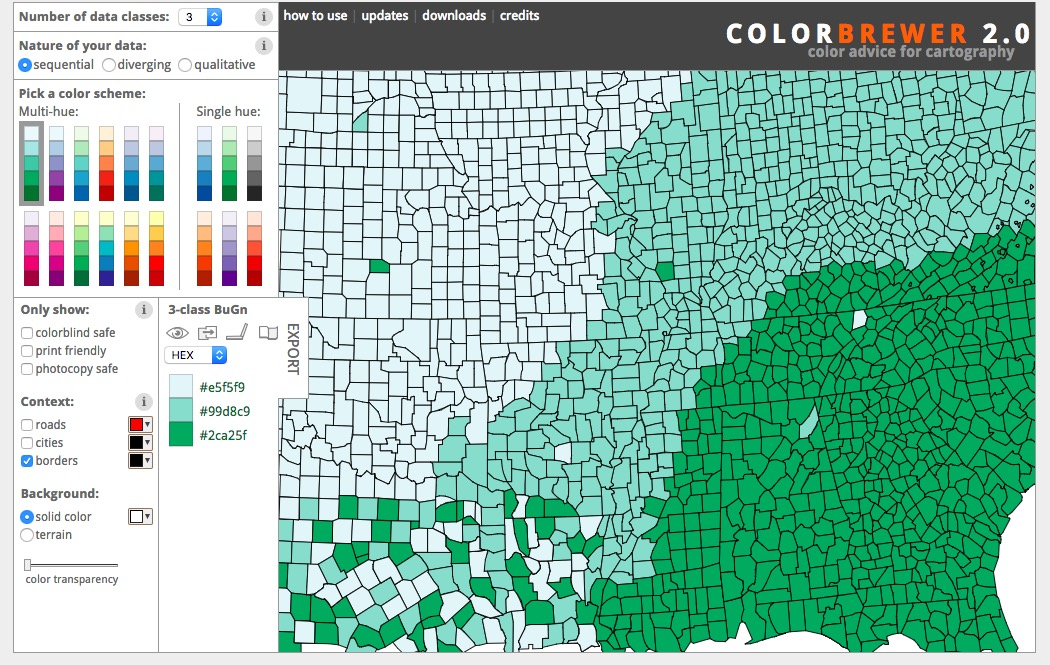 Number of data classes: 3 i
how to use | updates | downloads | credits
COLORBREWER 2.0
color advice for cartography
Nature of your data: i
sequential diverging qualitative
Pick a color scheme:
Multi-hue: Single hue:
Only show: i
colorblind safe
print friendly
photocopy safe
Context: i
roads
cities
borders
Background:
solid color
terrain
color transparency
3-class BuGn
EXPORT
HEX
#e5f5f9
#99d8c9
#2ca25f